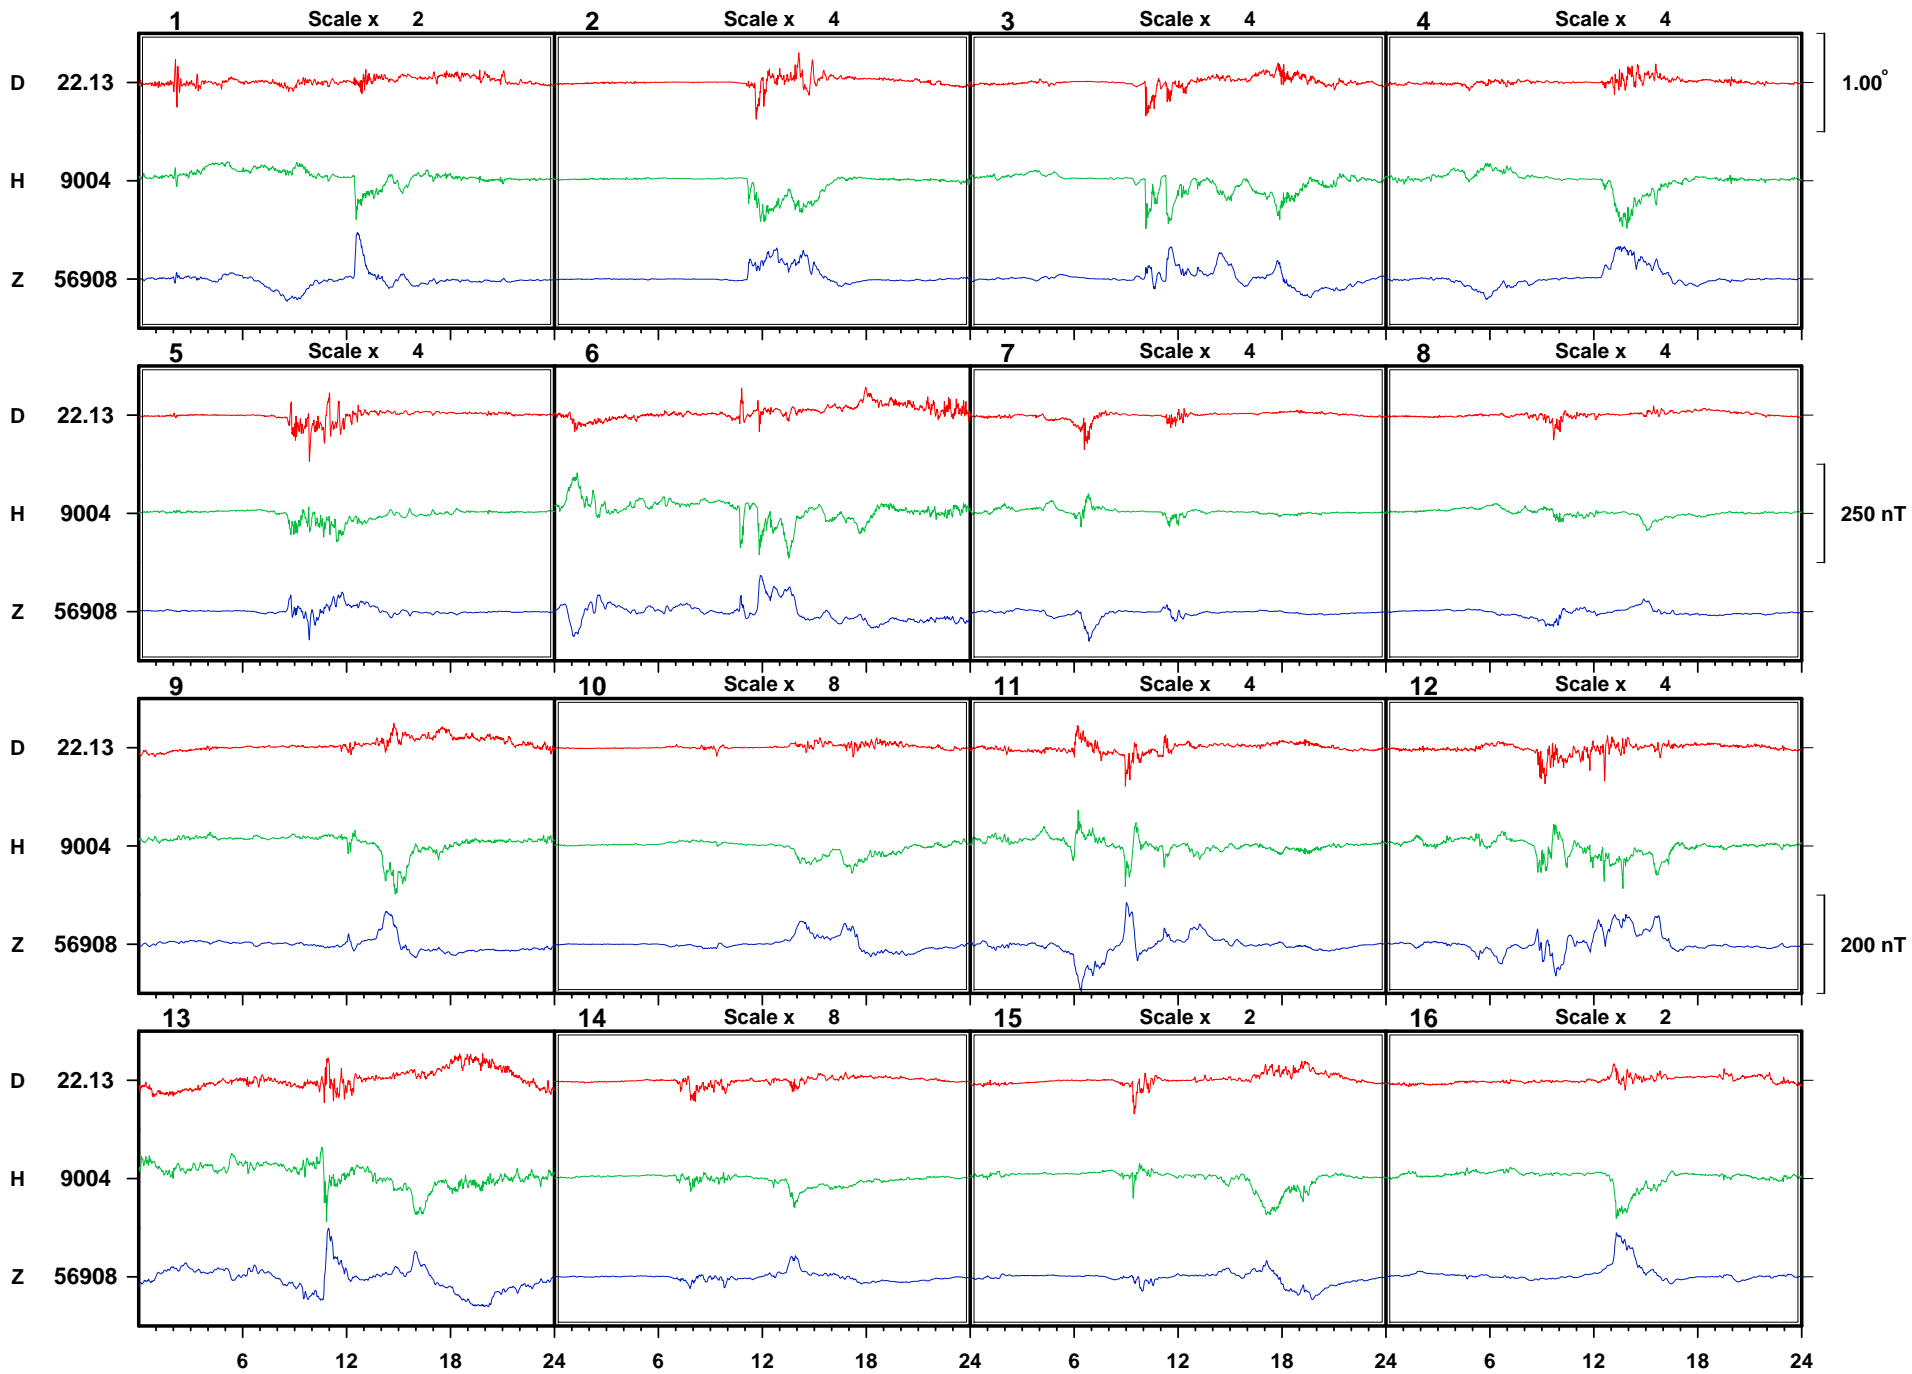 1 Scale x 2 2 Scale x 4 3 Scale x 4 4 Scale x 4
D 22.13 1.00°
H 9004
Z 56908
5 Scale x 4 6 7 Scale x 4 8 Scale x 4
D 22.13
H 9004 250 nT
Z 56908
9 10 Scale x 8 11 Scale x 4 12 Scale x 4
D 22.13
H 9004
Z 56908 200 nT
13 14 Scale x 8 15 Scale x 2 16 Scale x 2
D 22.13
H 9004
Z 56908
6 12 18 24 6 12 18 24 6 12 18 24 6 12 18 24